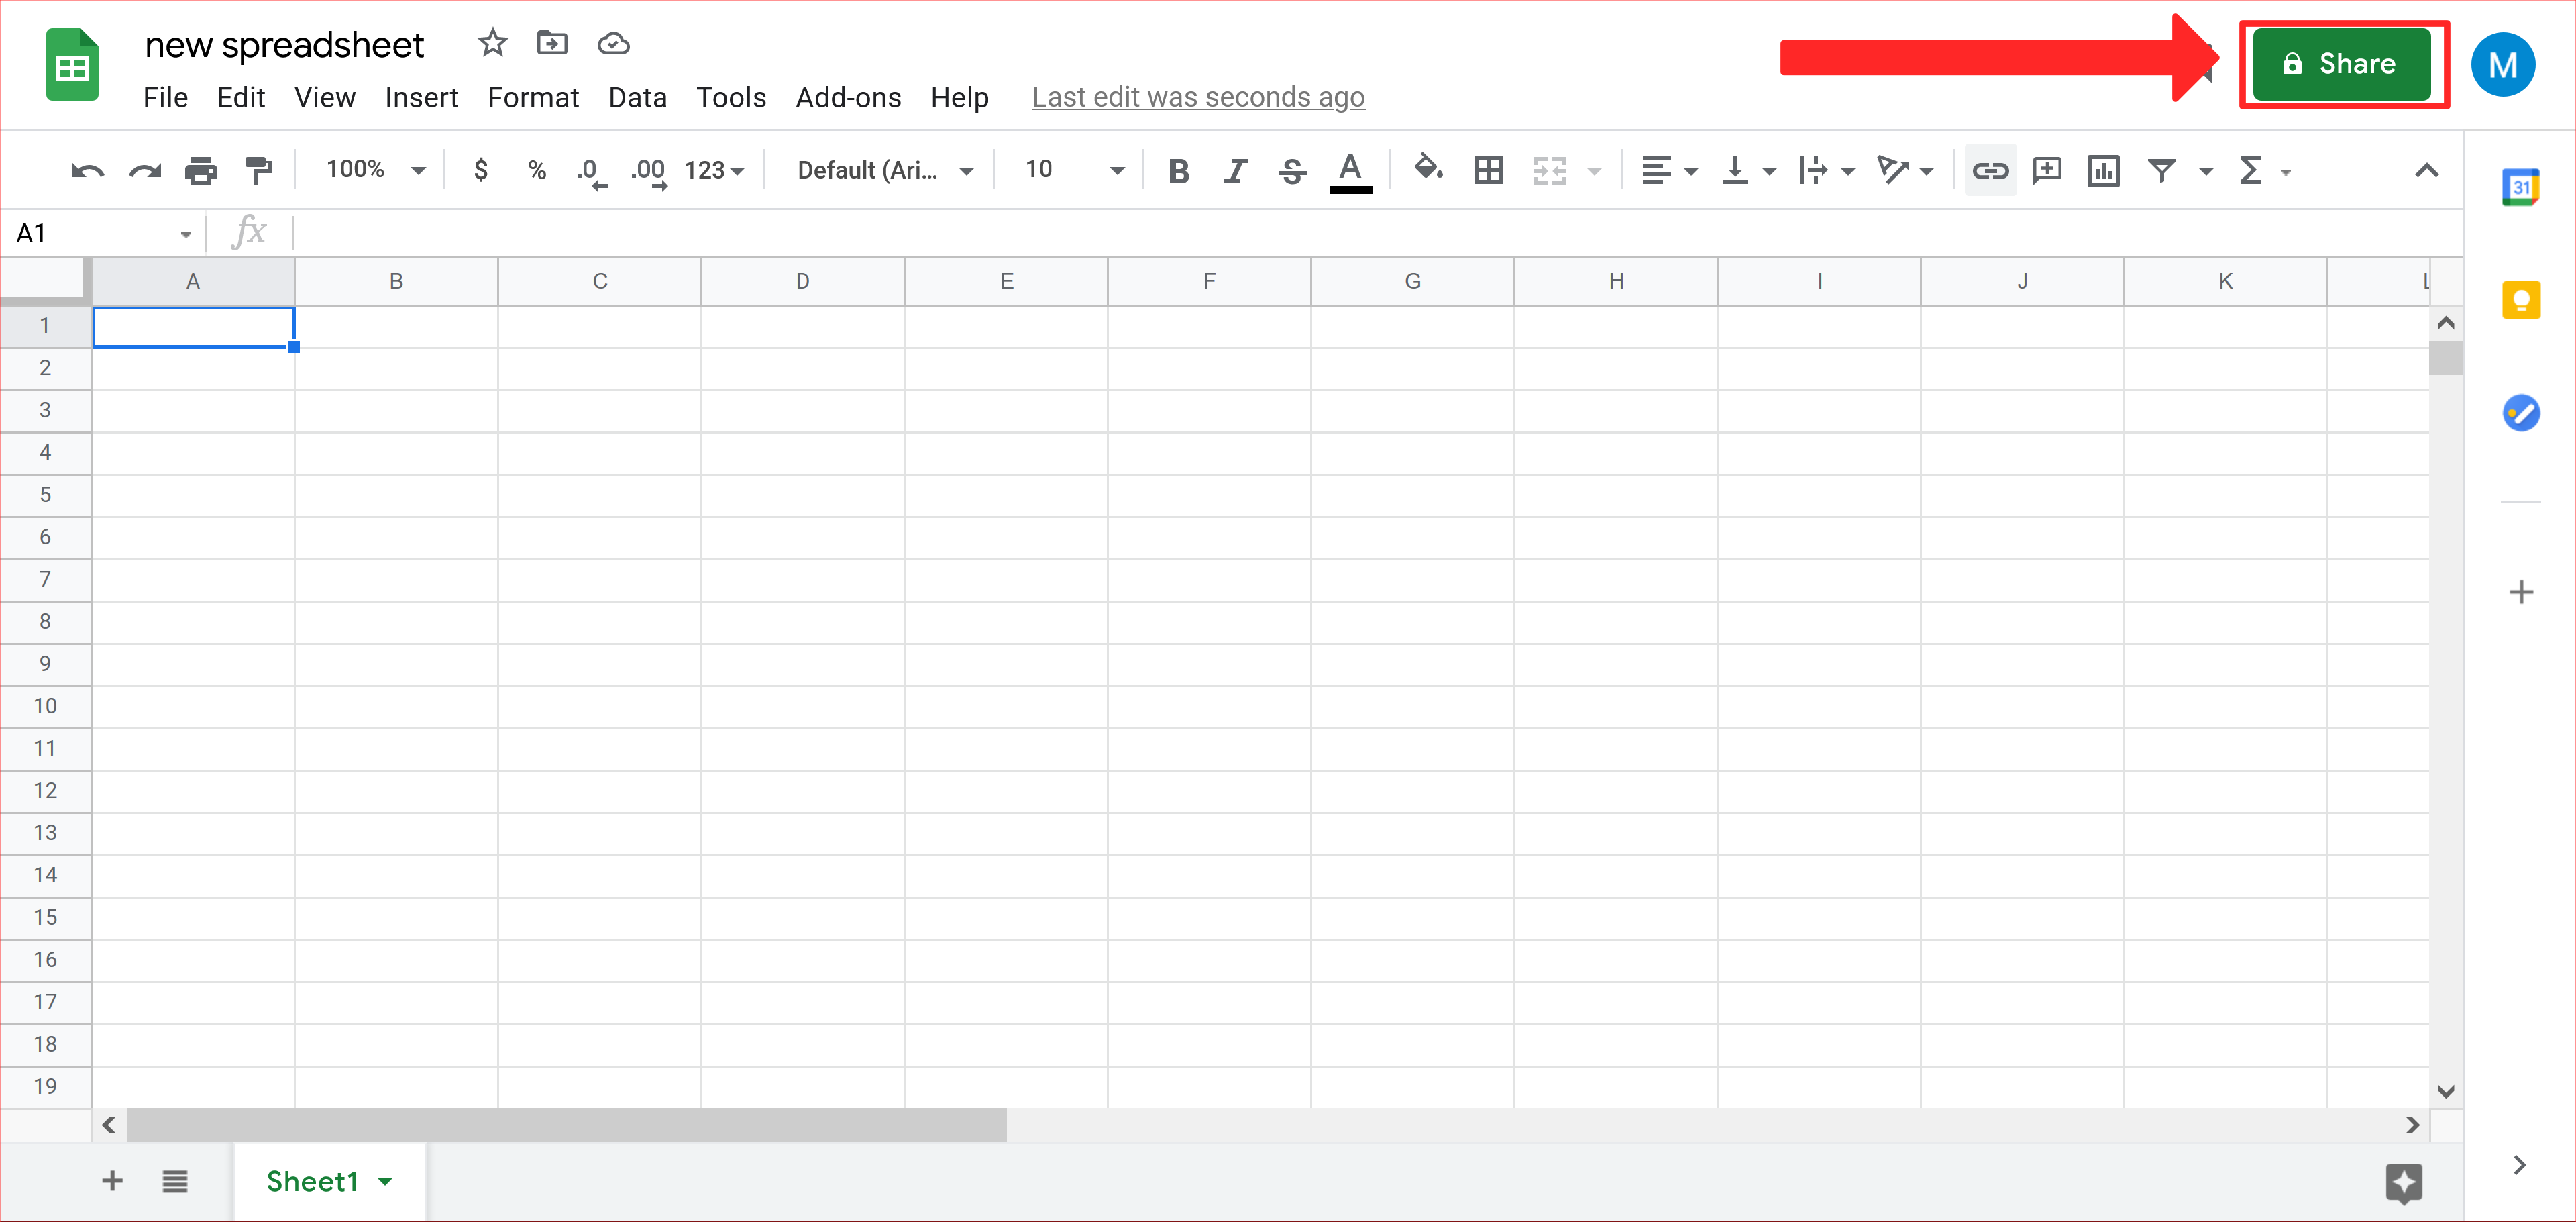 new spreadsheet
Share
M
File Edit View Insert Format Data Tools Add-ons Help Last edit was seconds ago
100% $ % .0 .00 123 Default (Ari... 10 B I S A Σ
31
A1 fx
A B C D E F G H I J K L
1
2
3
4
5
6
7
8
9
10
11
12
13
14
15
16
17
18
19
Sheet1